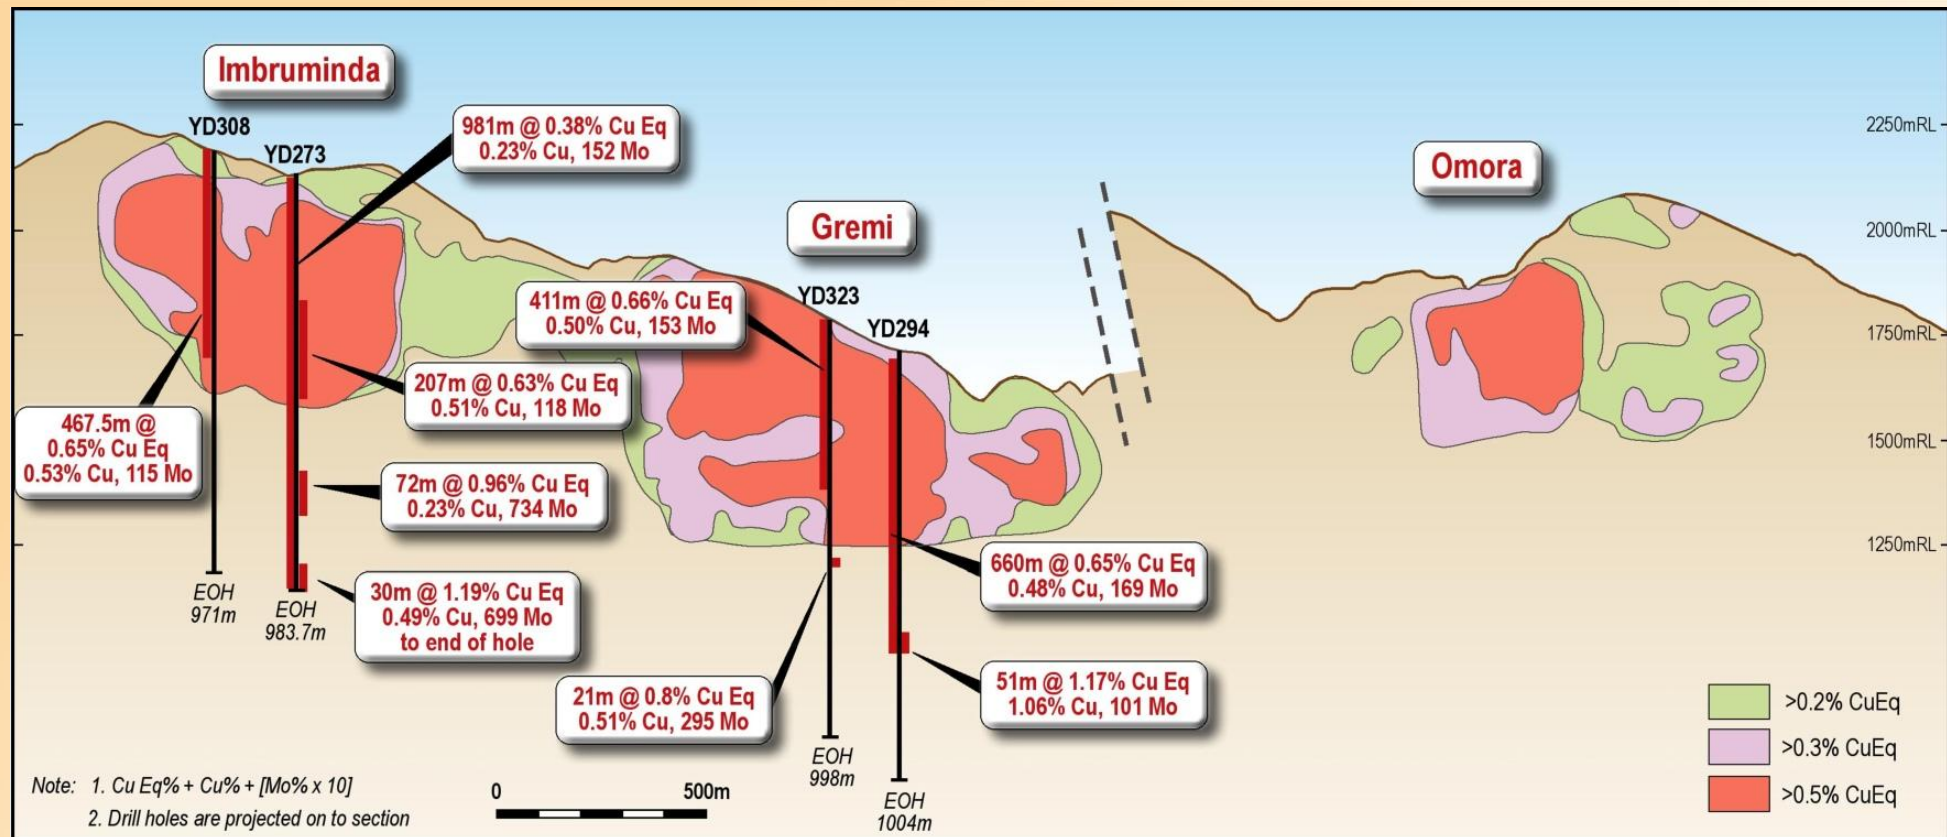 Imbruminda
YD308
YD273
981m @ 0.38% Cu Eq
0.23% Cu, 152 Mo
2250mRL
Omora
Gremi
2000mRL
411m @ 0.66% Cu Eq
0.50% Cu, 153 Mo
YD323
YD294
1750mRL
207m @ 0.63% Cu Eq
0.51% Cu, 118 Mo
467.5m @
0.65% Cu Eq
0.53% Cu, 115 Mo
1500mRL
72m @ 0.96% Cu Eq
0.23% Cu, 734 Mo
1250mRL
EOH
971m
EOH
983.7m
30m @ 1.19% Cu Eq
0.49% Cu, 699 Mo
to end of hole
660m @ 0.65% Cu Eq
0.48% Cu, 169 Mo
21m @ 0.8% Cu Eq
0.51% Cu, 295 Mo
51m @ 1.17% Cu Eq
1.06% Cu, 101 Mo
EOH
998m
EOH
1004m
>0.2% CuEq
>0.3% CuEq
>0.5% CuEq
Note: 1. Cu Eq% + Cu% + [Mo% x 10]
2. Drill holes are projected on to section
0 500m